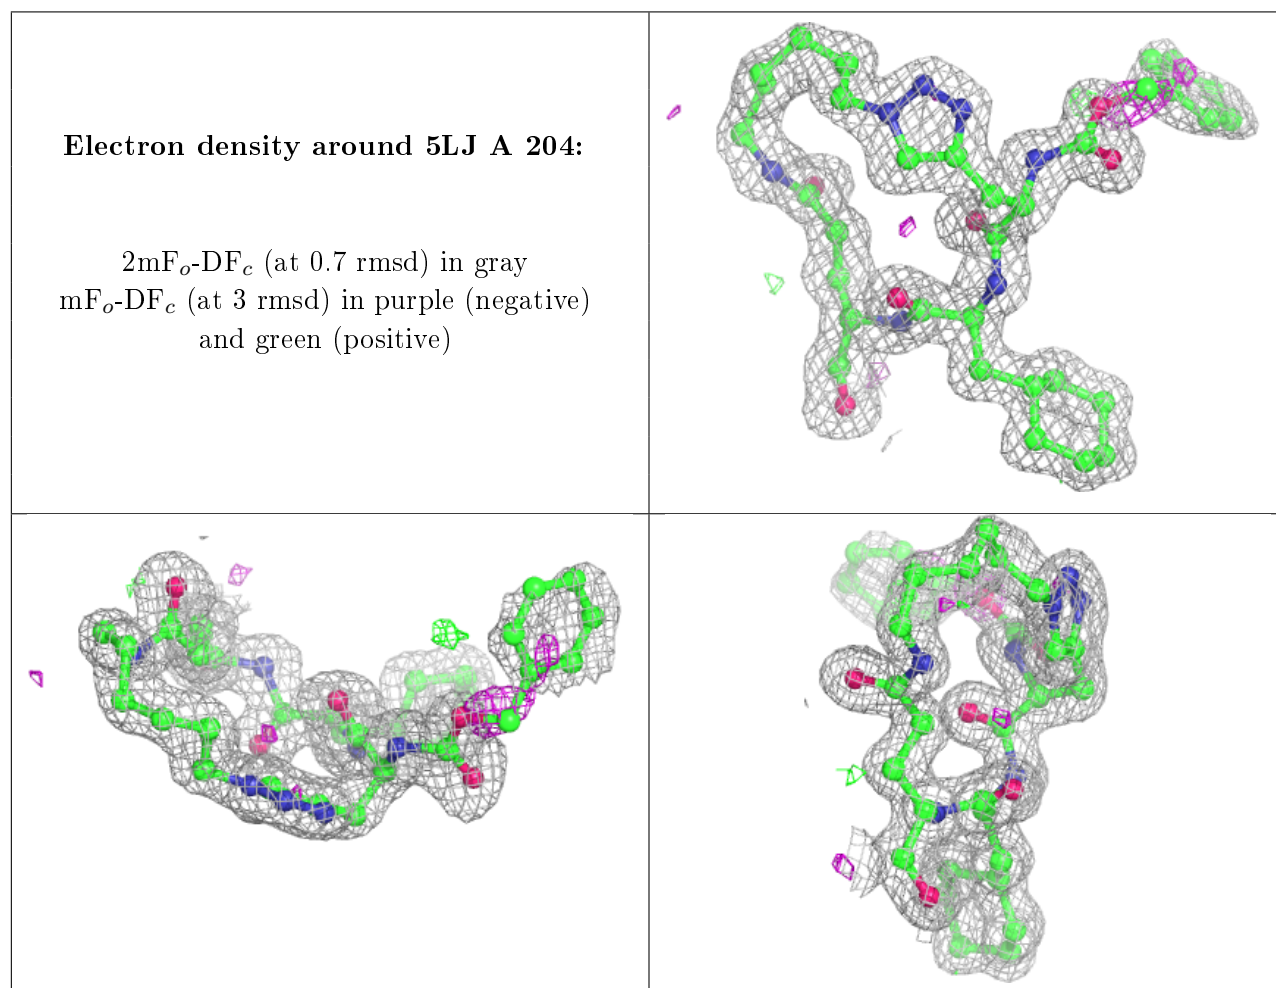 Electron density around 5LJ A 204:
2mFo-DFc (at 0.7 rmsd) in gray
mFo-DFc (at 3 rmsd) in purple (negative)
and green (positive)